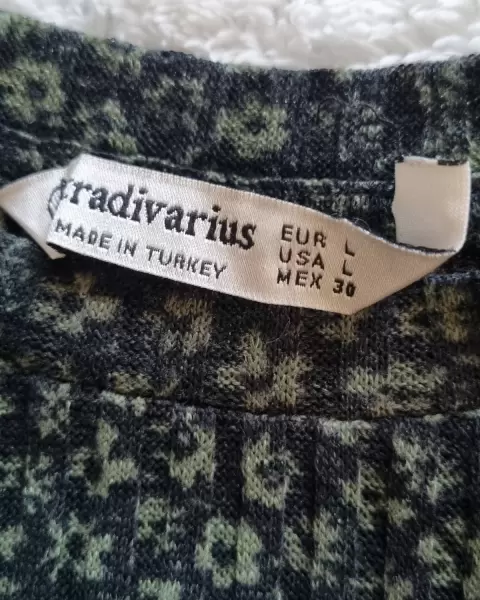 tradivarius
MADE IN TURKEY
EUR L
USA L
MEX 30